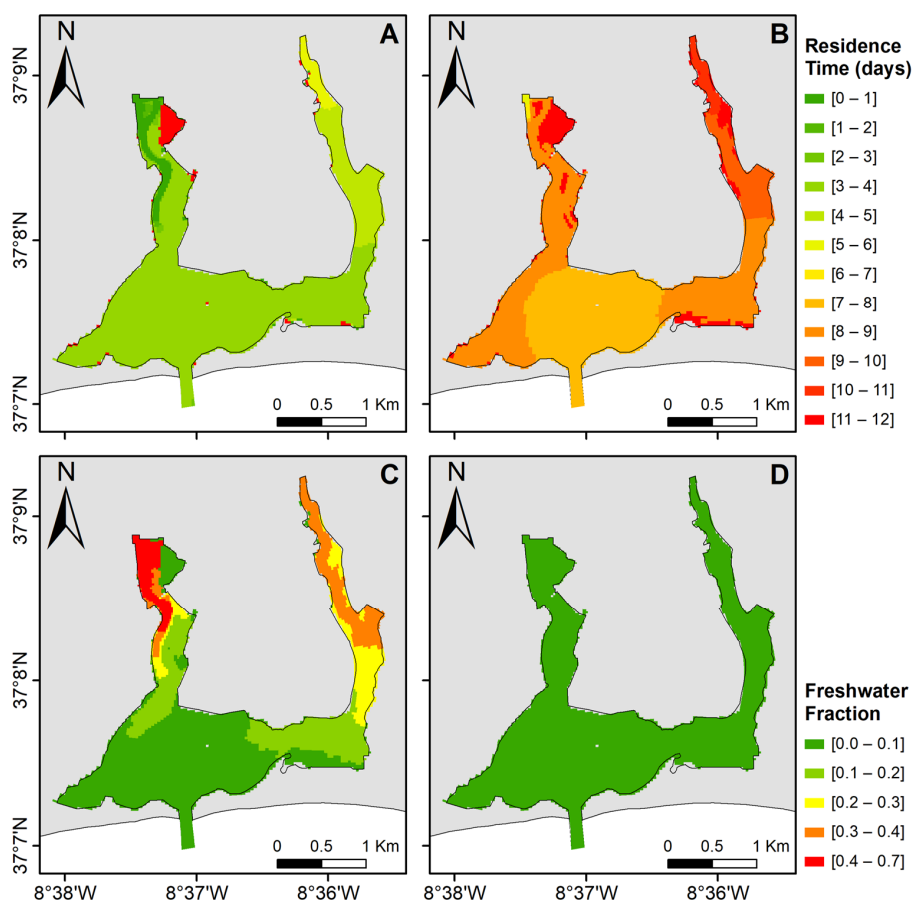 N
A
37°9'N
37°8'N
37°7'N
0 0.5 1 Km
N
B
0 0.5 1 Km
Residence
Time (days)
[0 – 1]
[1 – 2]
[2 – 3]
[3 – 4]
[4 – 5]
[5 – 6]
[6 – 7]
[7 – 8]
[8 – 9]
[9 – 10]
[10 – 11]
[11 – 12]
N
C
37°9'N
37°8'N
37°7'N
0 0.5 1 Km
8°38'W 8°37'W 8°36'W
N
D
0 0.5 1 Km
8°38'W 8°37'W 8°36'W
Freshwater
Fraction
[0.0 – 0.1]
[0.1 – 0.2]
[0.2 – 0.3]
[0.3 – 0.4]
[0.4 – 0.7]